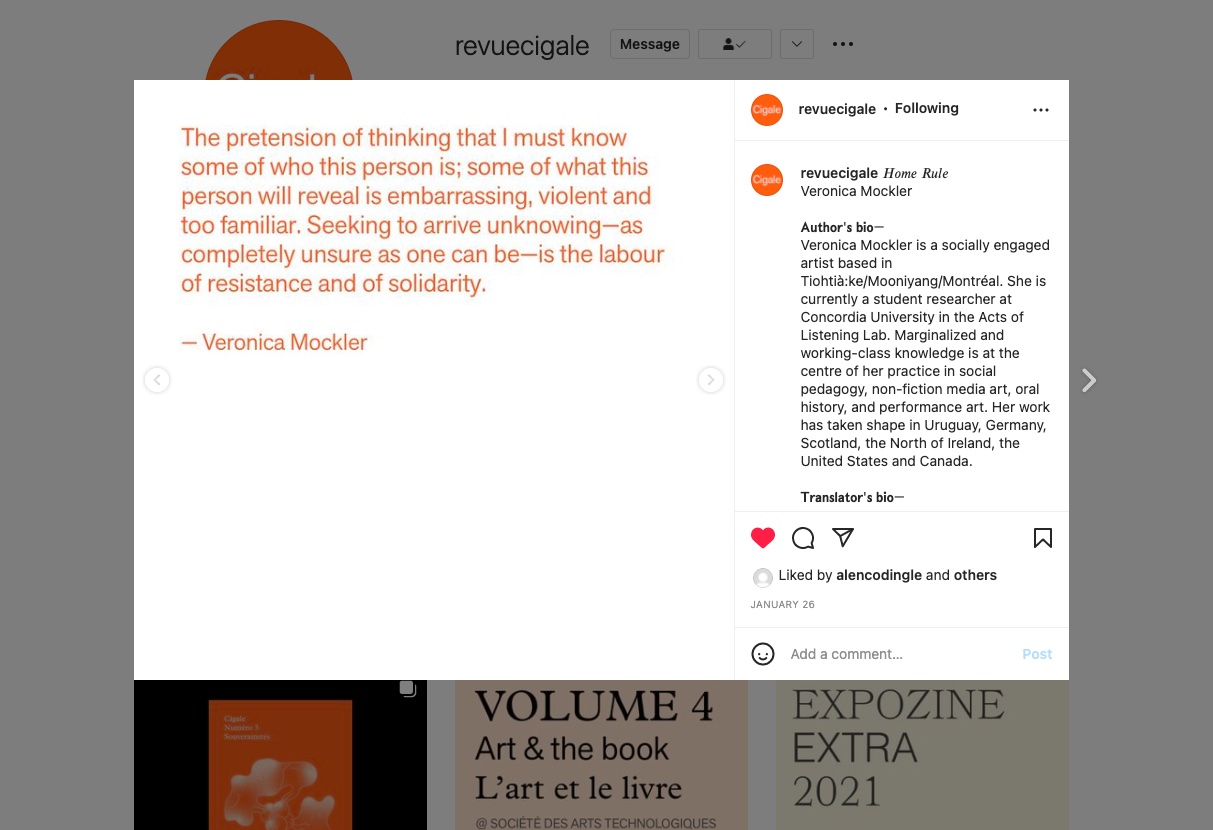 revuecigale
Message
The pretension of thinking that I must know
some of who this person is; some of what this
person will reveal is embarrassing, violent and
too familiar. Seeking to arrive unknowing—as
completely unsure as one can be—is the labour
of resistance and of solidarity.
— Veronica Mockler
Cigale
revuecigale • Following
Cigale
revuecigale Home Rule
Veronica Mockler
Author's bio—
Veronica Mockler is a socially engaged
artist based in
Tiohtià:ke/Mooniyang/Montréal. She is
currently a student researcher at
Concordia University in the Acts of
Listening Lab. Marginalized and
working-class knowledge is at the
centre of her practice in social
pedagogy, non-fiction media art, oral
history, and performance art. Her work
has taken shape in Uruguay, Germany,
Scotland, the North of Ireland, the
United States and Canada.
Translator's bio—
Liked by alencodingle and others
JANUARY 26
Add a comment...
Post
Cigale
Numéro 3
Souverainetés
VOLUME 4
Art & the book
L'art et le livre
@ SOCIÉTÉ DES ARTS TECHNOLOGIQUES
EXPOZINE
EXTRA
2021